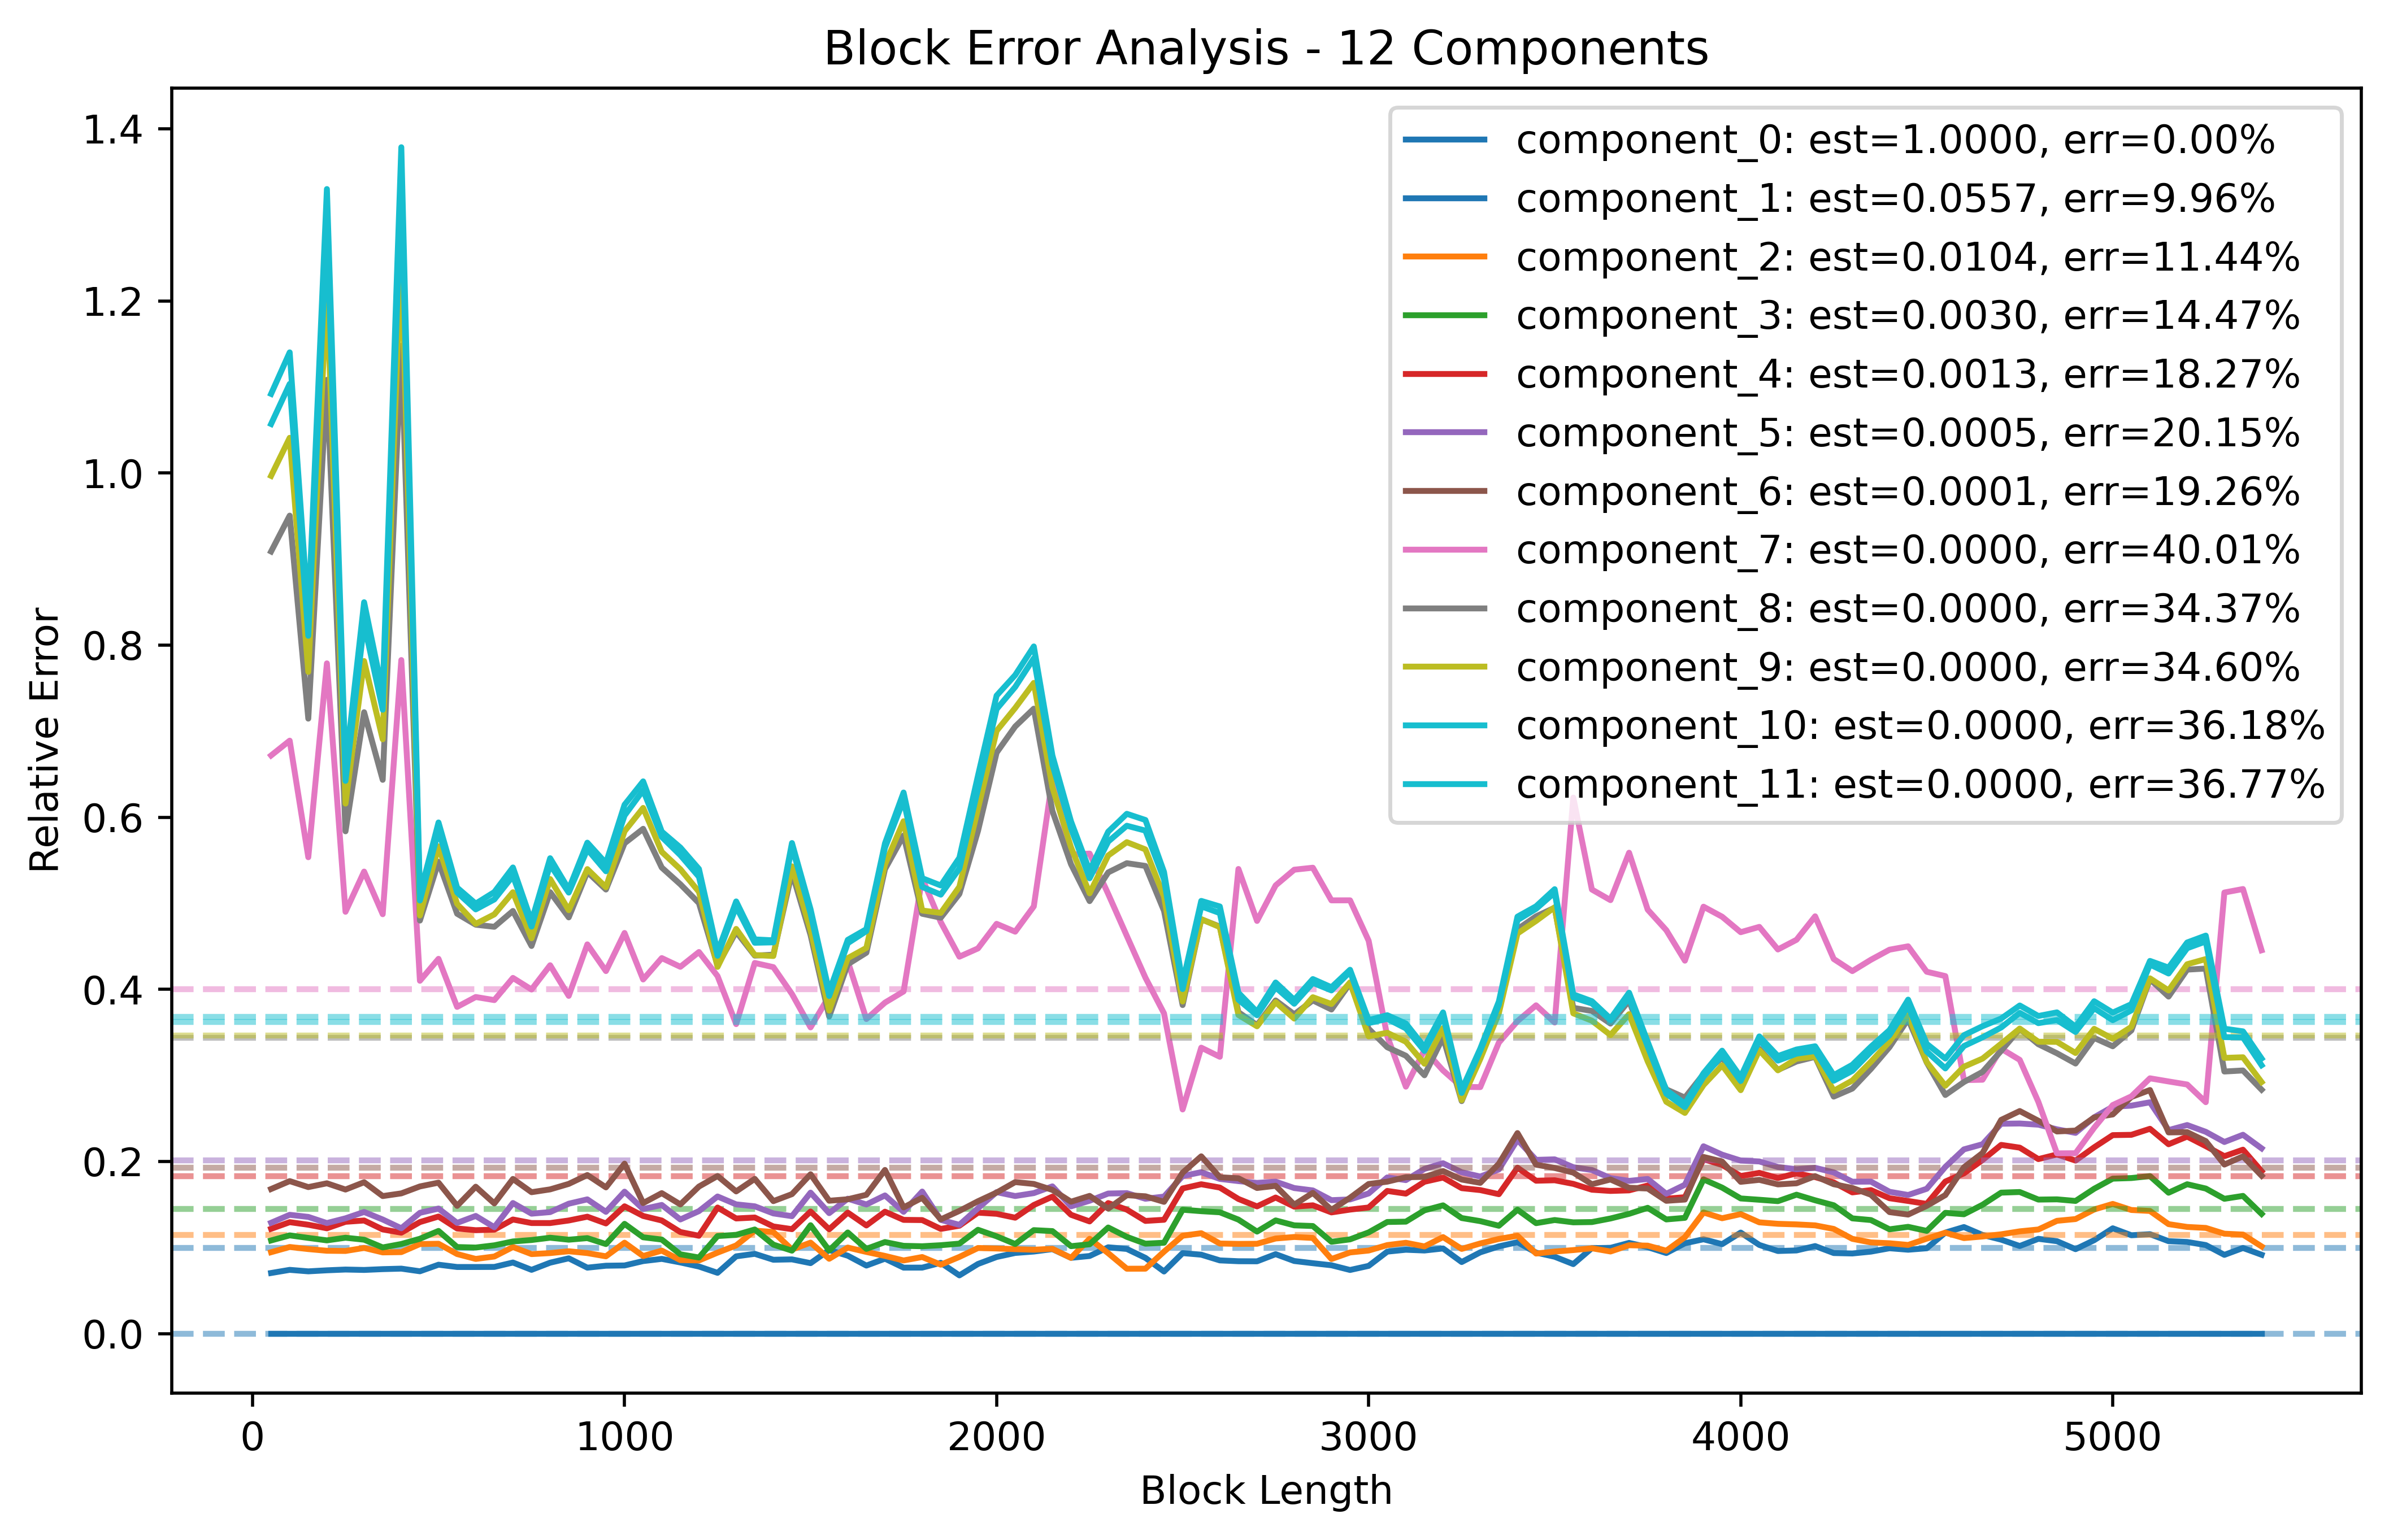 Block Error Analysis - 12 Components
1.4
1.2
1.0
0.8
0.6
0.4
0.2
0.0
Relative Error
0 1000 2000 3000 4000 5000
Block Length
component_0: est=1.0000, err=0.00%
component_1: est=0.0557, err=9.96%
component_2: est=0.0104, err=11.44%
component_3: est=0.0030, err=14.47%
component_4: est=0.0013, err=18.27%
component_5: est=0.0005, err=20.15%
component_6: est=0.0001, err=19.26%
component_7: est=0.0000, err=40.01%
component_8: est=0.0000, err=34.37%
component_9: est=0.0000, err=34.60%
component_10: est=0.0000, err=36.18%
component_11: est=0.0000, err=36.77%